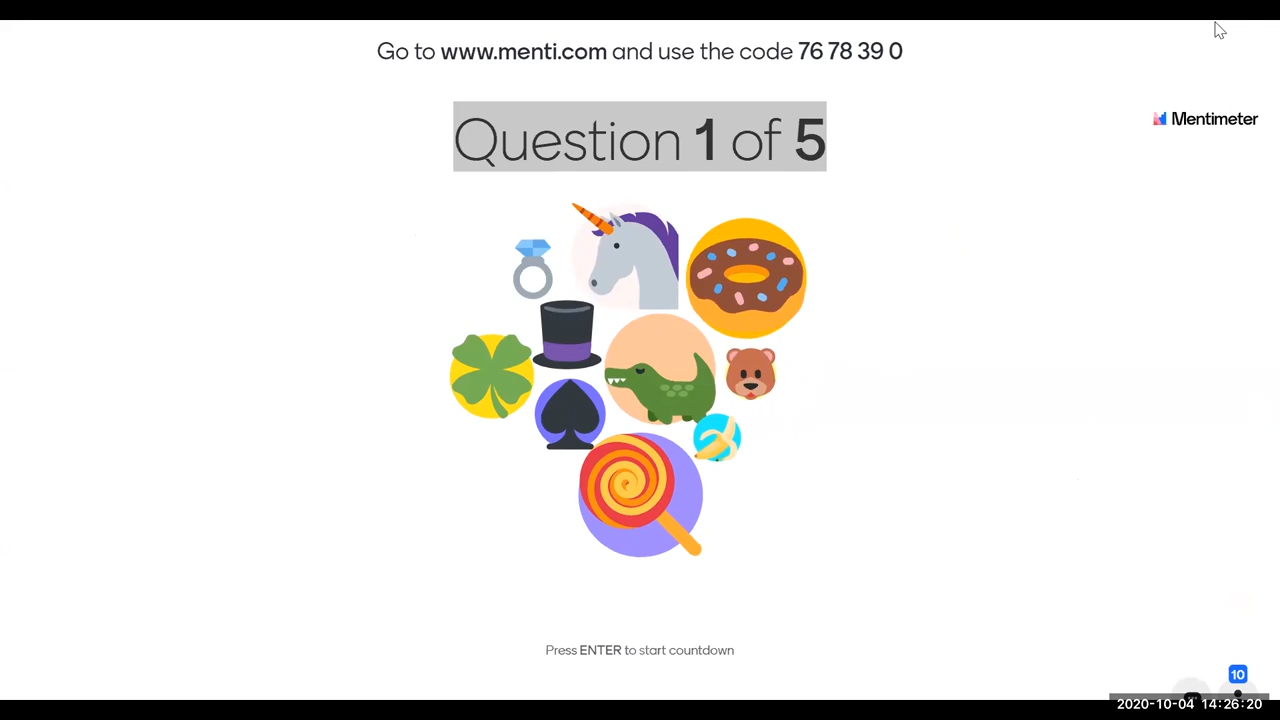 Go to www.menti.com and use the code 76 78 39 0
Mentimeter
Question 1 of 5
Press ENTER to start countdown
10
2020-10-04 14:26:20